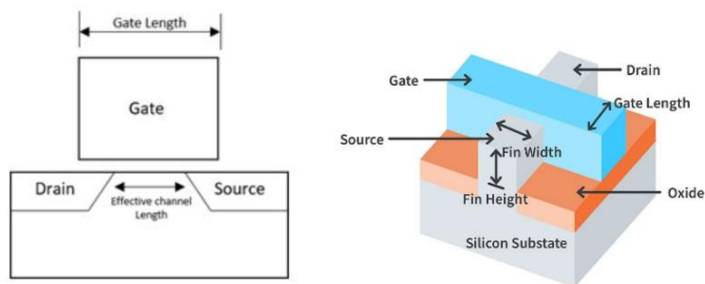 Gate Length
Gate
Drain
Source
Effective channel
Length
Gate
Drain
Gate Length
Source
Fin Width
Fin Height
Oxide
Silicon Substate